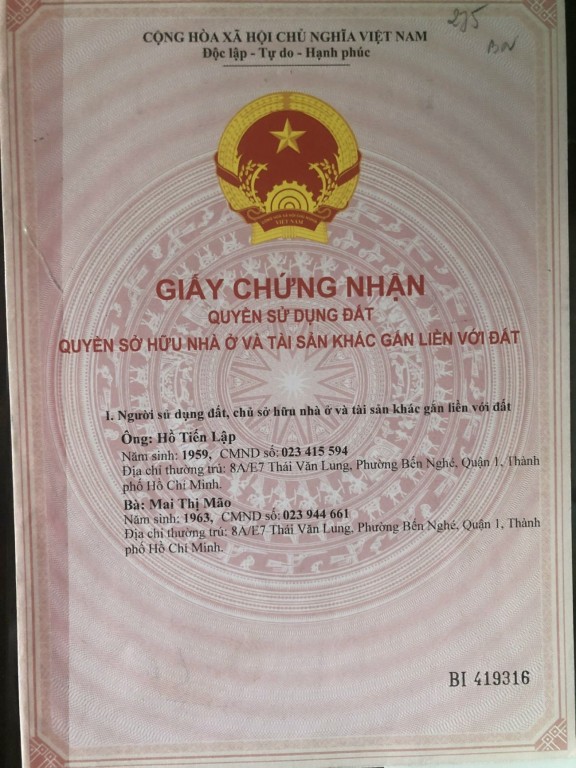 275
CỘNG HÒA XÃ HỘI CHỦ NGHĨA VIỆT NAM
Độc lập - Tự do - Hạnh phúc
VIỆT NAM
GIẤY CHỨNG NHẬN
QUYỀN SỬ DỤNG ĐẤT
QUYỀN SỞ HỮU NHÀ Ở VÀ TÀI SẢN KHÁC GẮN LIỀN VỚI ĐẤT
1. Người sử dụng đất, chủ sở hữu nhà ở và tài sản khác gắn liền với đất
Ông: Hồ Tiến Lập
Năm sinh: 1959, CMND số: 023 415 594
Địa chỉ thường trú: 8A/E7 Thái Văn Lung, Phường Bến Nghé, Quận 1, Thành
phố Hồ Chí Minh.
Bà: Mai Thị Mão
Năm sinh: 1963, CMND số: 023 944 661
Địa chỉ thường trú: 8A/E7 Thái Văn Lung, Phường Bến Nghé, Quận 1, Thành
phố Hồ Chí Minh.
BI 419316